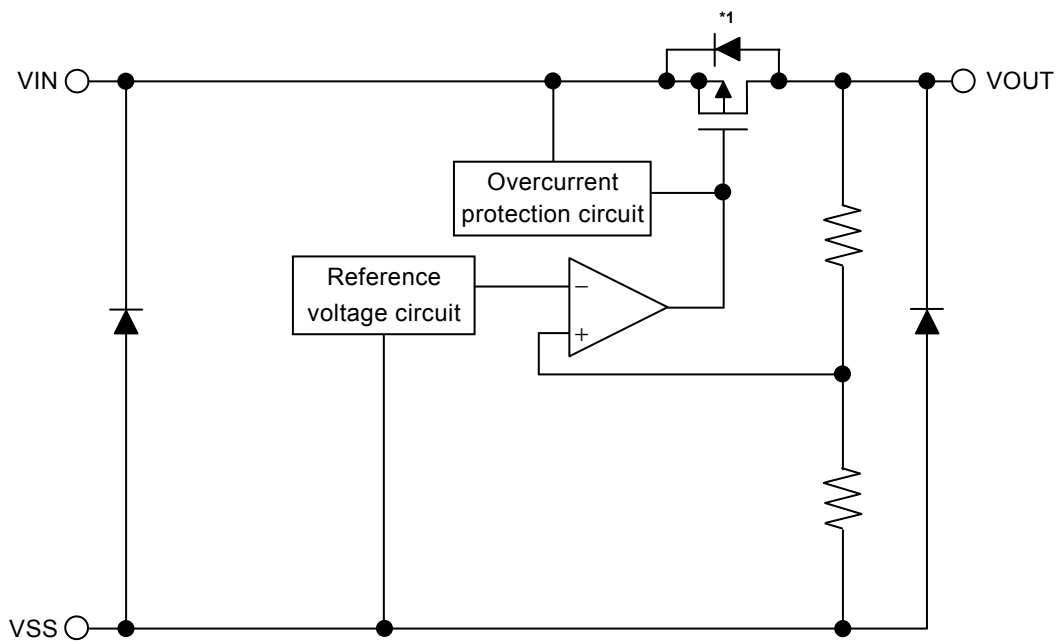 *1
VIN
VOUT
Overcurrent
protection circuit
Reference
voltage circuit
−
+
VSS